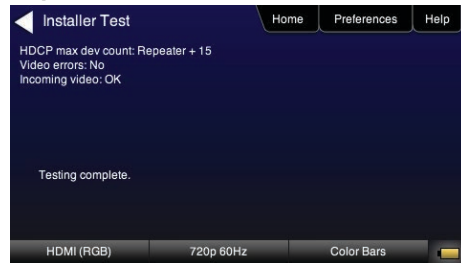 Installer Test
Home
Preferences
Help
HDCP max dev count: Repeater + 15
Video errors: No
Incoming video: OK
Testing complete.
HDMI (RGB)
720p 60Hz
Color Bars